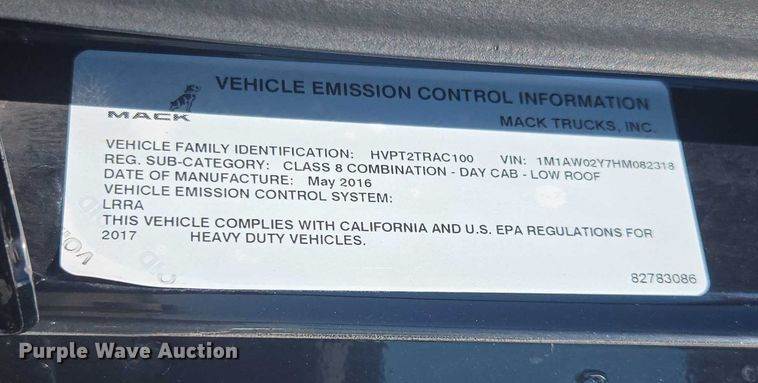 VEHICLE EMISSION CONTROL INFORMATION
MACK
MACK TRUCKS, INC.
VEHICLE FAMILY IDENTIFICATION: HVPT2TRAC100 VIN: 1M1AW02Y7HM082318
REG. SUB-CATEGORY: CLASS 8 COMBINATION - DAY CAB - LOW ROOF
DATE OF MANUFACTURE: May 2016
VEHICLE EMISSION CONTROL SYSTEM:
LRRA
THIS VEHICLE COMPLIES WITH CALIFORNIA AND U.S. EPA REGULATIONS FOR
2017 HEAVY DUTY VEHICLES.
82783086
Purple Wave Auction